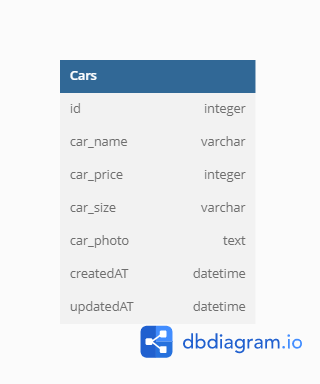 Cars
id integer
car_name varchar
car_price integer
car_size varchar
car_photo text
createdAT datetime
updatedAT datetime
dbdiagram.io